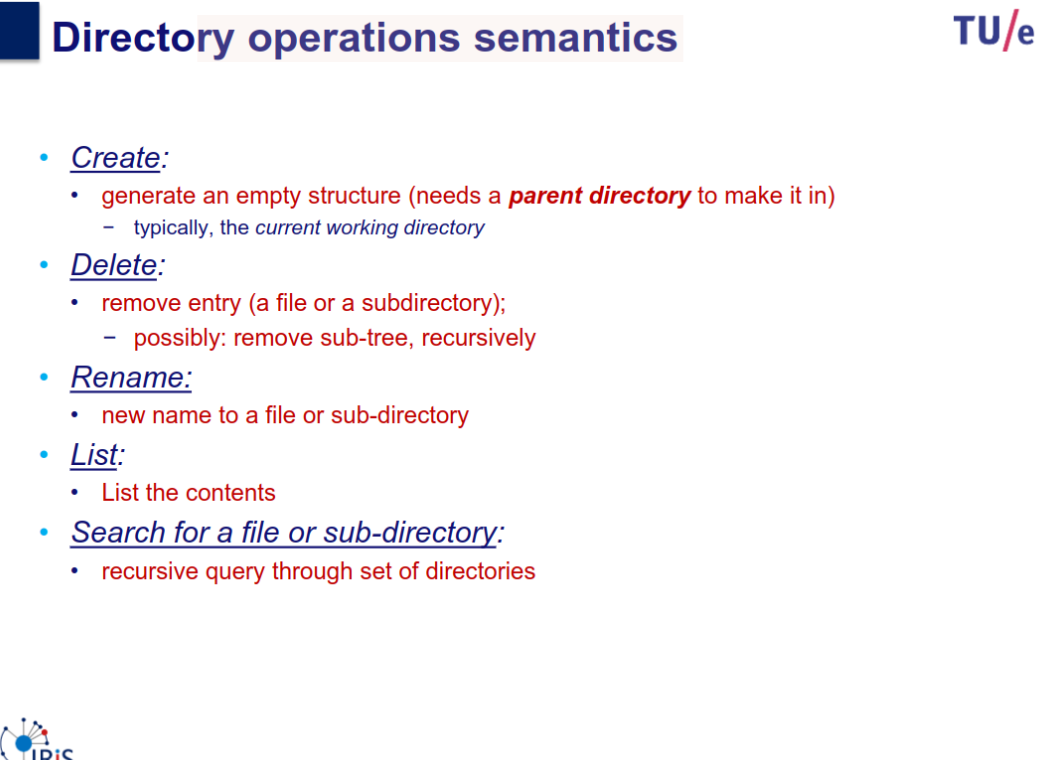 Directory operations semantics
TU/e
• Create:
• generate an empty structure (needs a parent directory to make it in)
– typically, the current working directory
• Delete:
• remove entry (a file or a subdirectory);
– possibly: remove sub-tree, recursively
• Rename:
• new name to a file or sub-directory
• List:
• List the contents
• Search for a file or sub-directory:
• recursive query through set of directories
IRiS